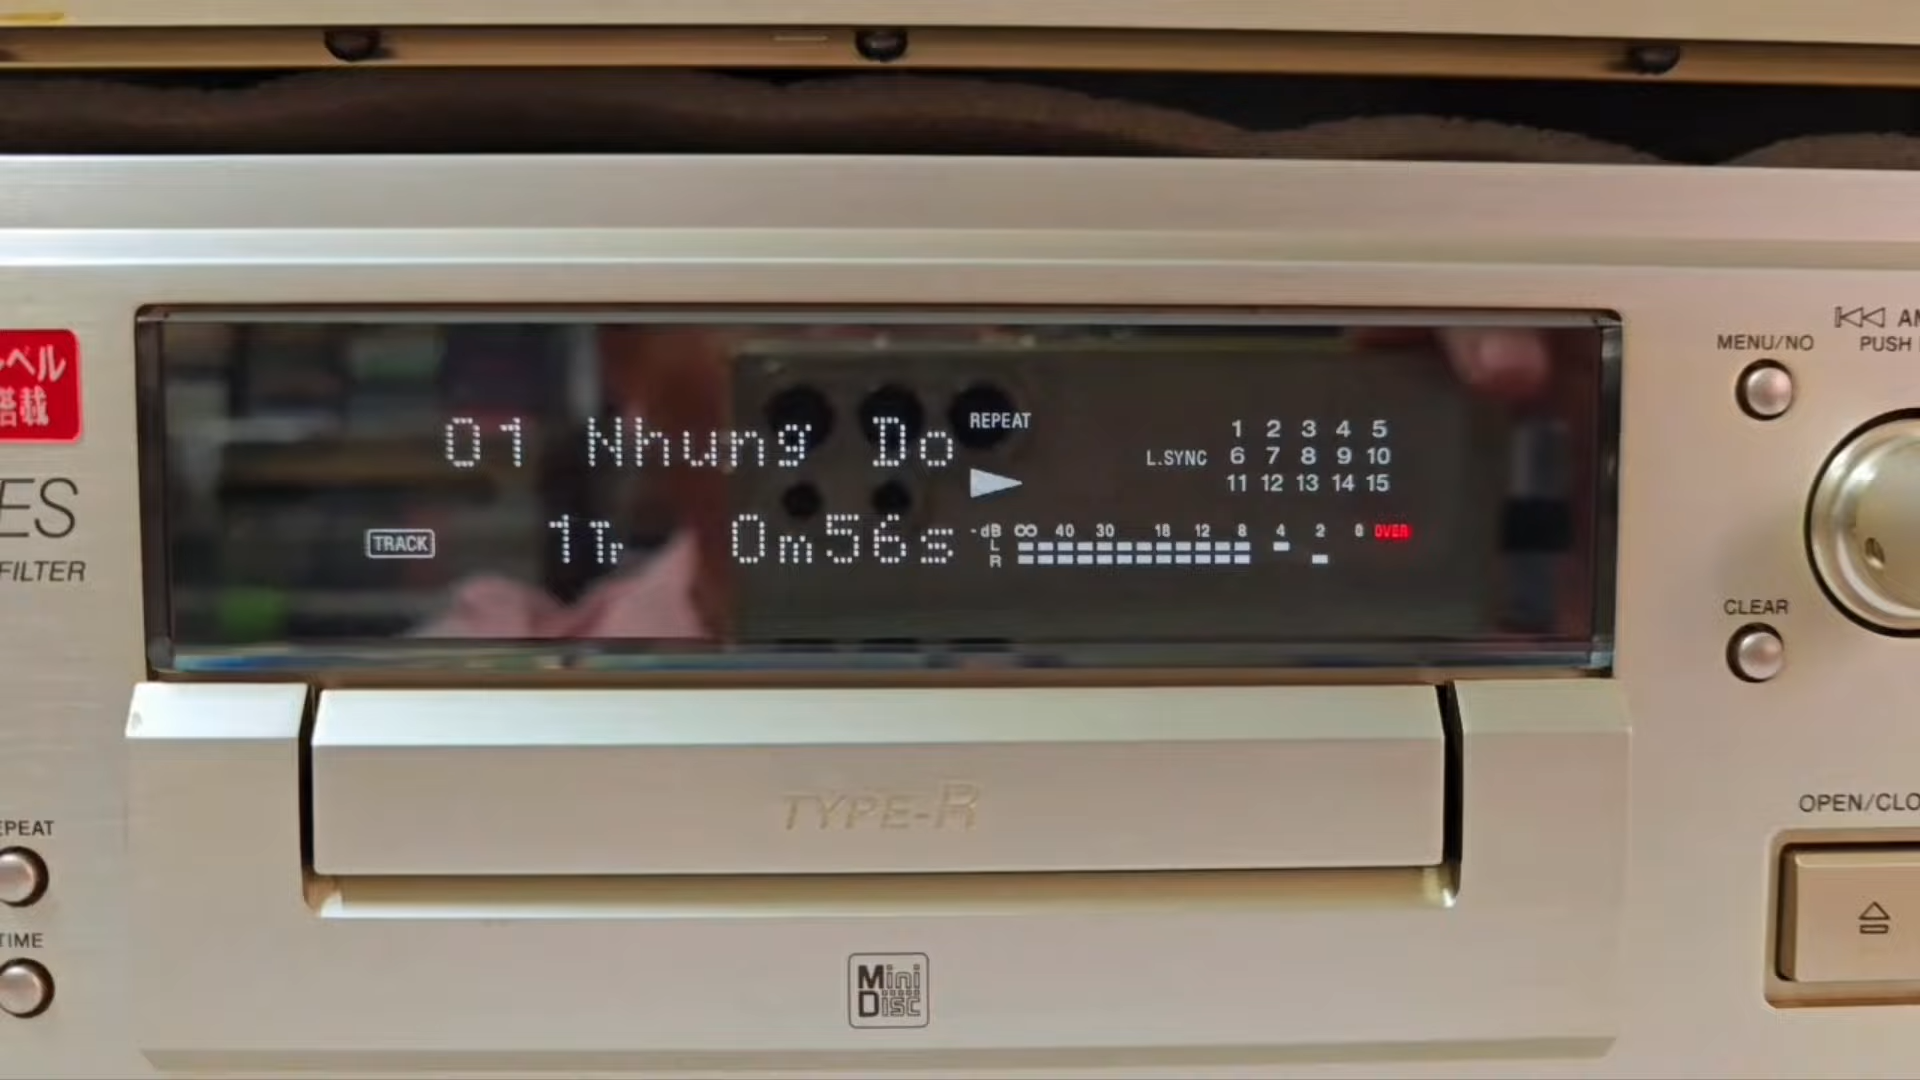 AM
MENU/NO
PUSH
ベル
搭載
01 Nhung Do
REPEAT
1 2 3 4 5
L.SYNC 6 7 8 9 10
11 12 13 14 15
ES
FILTER
TRACK
1Tr 0m56s
-dB ∞ 40 30 18 12 8 4 2 0 OVER
L
R
CLEAR
TYPE-R
OPEN/CLO
EPEAT
TIME
Mini
Disc